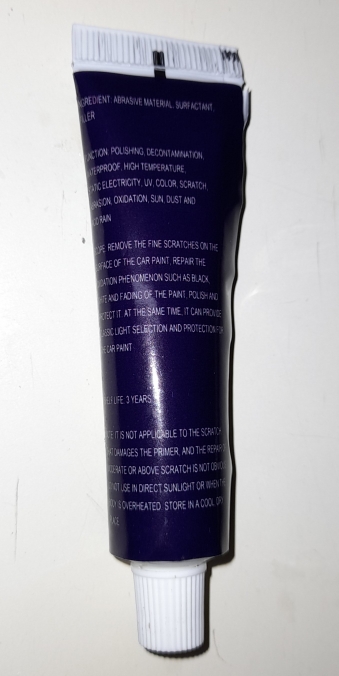 INGREDIENT: ABRASIVE MATERIAL, SURFACTANT,
FILLER
FUNCTION: POLISHING, DECONTAMINATION,
WATERPROOF, HIGH TEMPERATURE,
STATIC ELECTRICITY, UV, COLOR, SCRATCH,
ABRASION, OXIDATION, SUN, DUST AND
ACID RAIN
SCOPE: REMOVE THE FINE SCRATCHES ON THE
SURFACE OF THE CAR PAINT, REPAIR THE
OXIDATION PHENOMENON SUCH AS BLACK,
WHITE AND FADING OF THE PAINT, POLISH AND
PROTECT IT. AT THE SAME TIME, IT CAN PROVIDE
CLASSIC LIGHT SELECTION AND PROTECTION FOR
THE CAR PAINT
SHELF LIFE: 3 YEARS
NOTE: IT IS NOT APPLICABLE TO THE SCRATCH
THAT DAMAGES THE PRIMER, AND THE REPAIR
MODERATE OR ABOVE SCRATCH IS NOT OBVIOUS
NOT USE IN DIRECT SUNLIGHT OR WHEN THE
BODY IS OVERHEATED. STORE IN A COOL, DRY
PLACE